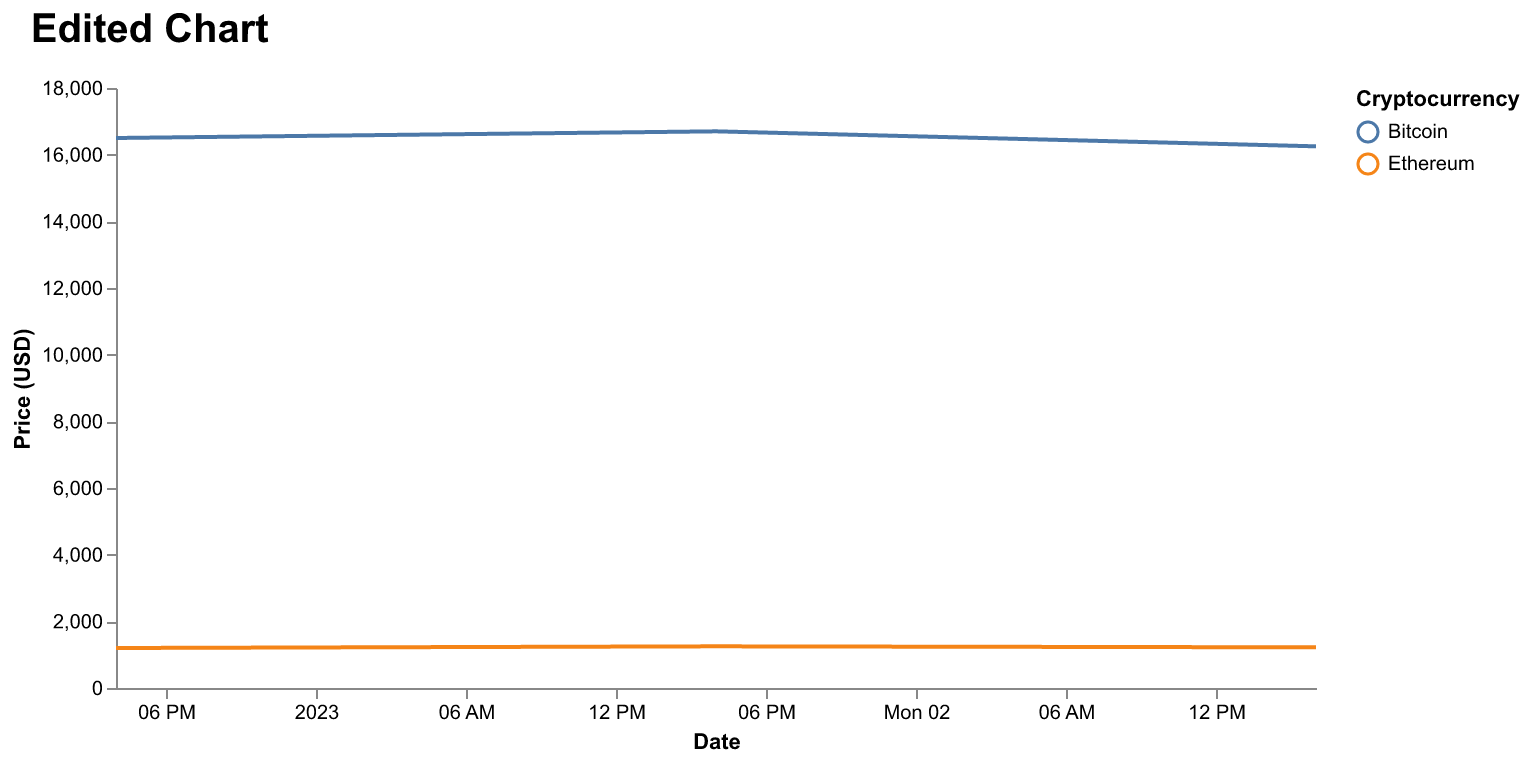 Edited Chart
Cryptocurrency
Bitcoin
Ethereum
Price (USD)
18,000
16,000
14,000
12,000
10,000
8,000
6,000
4,000
2,000
0
06 PM 2023 06 AM 12 PM 06 PM Mon 02 06 AM 12 PM
Date